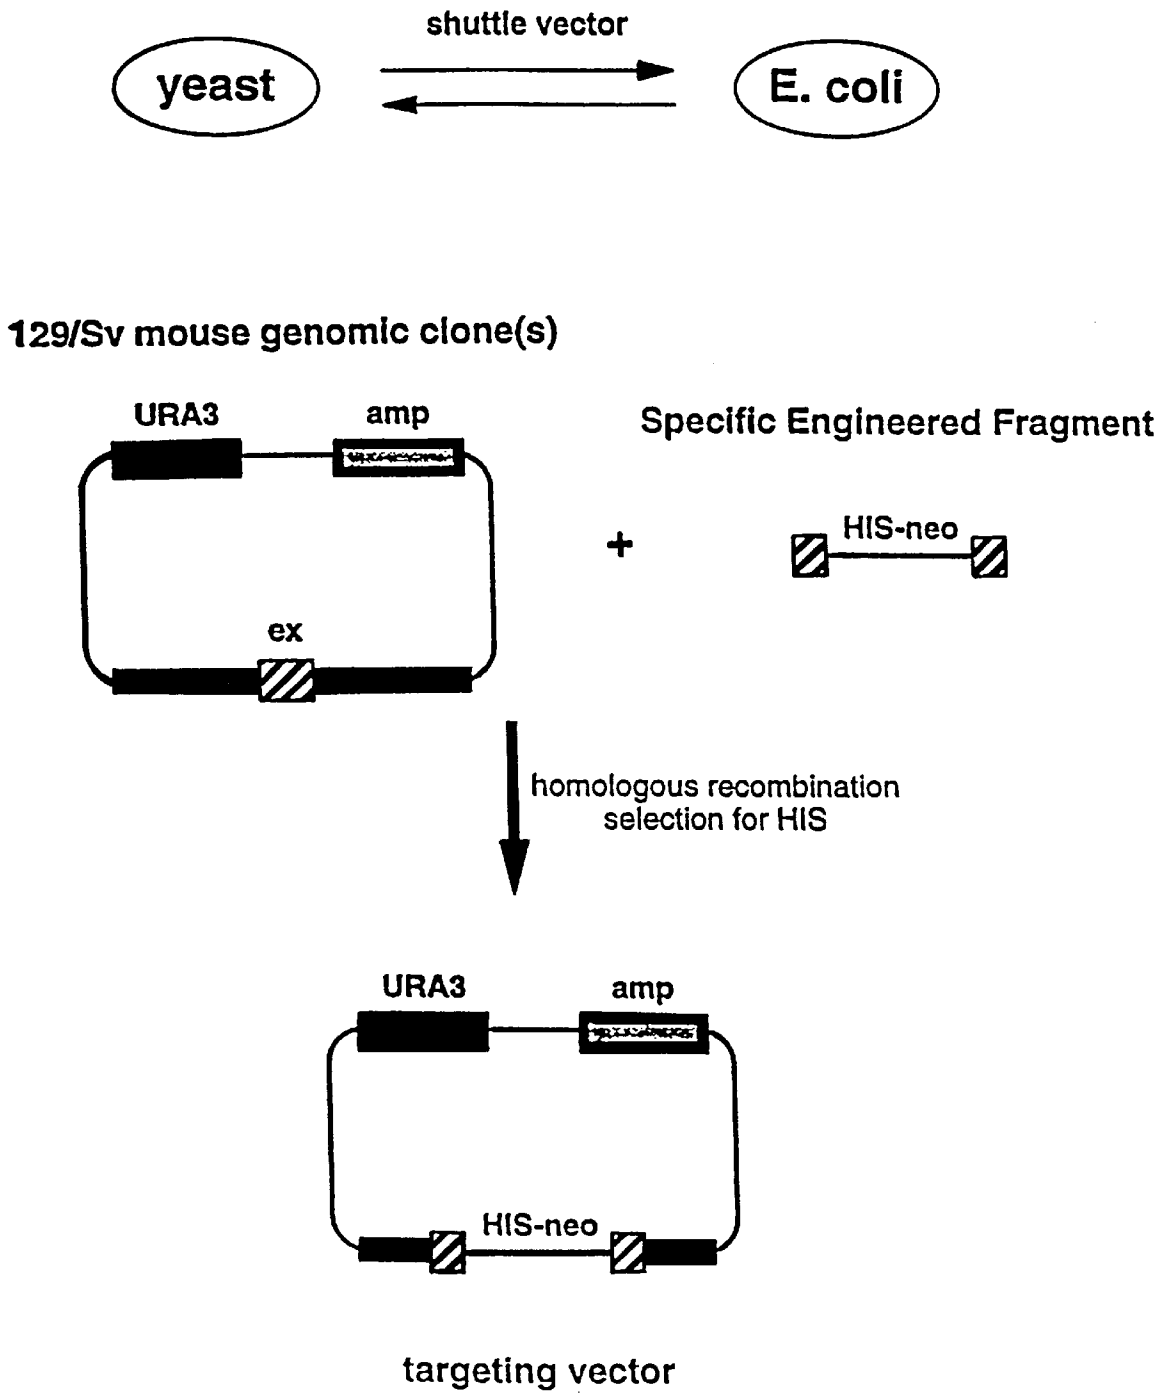 shuttle vector
yeast
E. coli
129/Sv mouse genomic clone(s)
URA3
amp
Specific Engineered Fragment
+
HIS-neo
ex
homologous recombination
selection for HIS
URA3
amp
HIS-neo
targeting vector